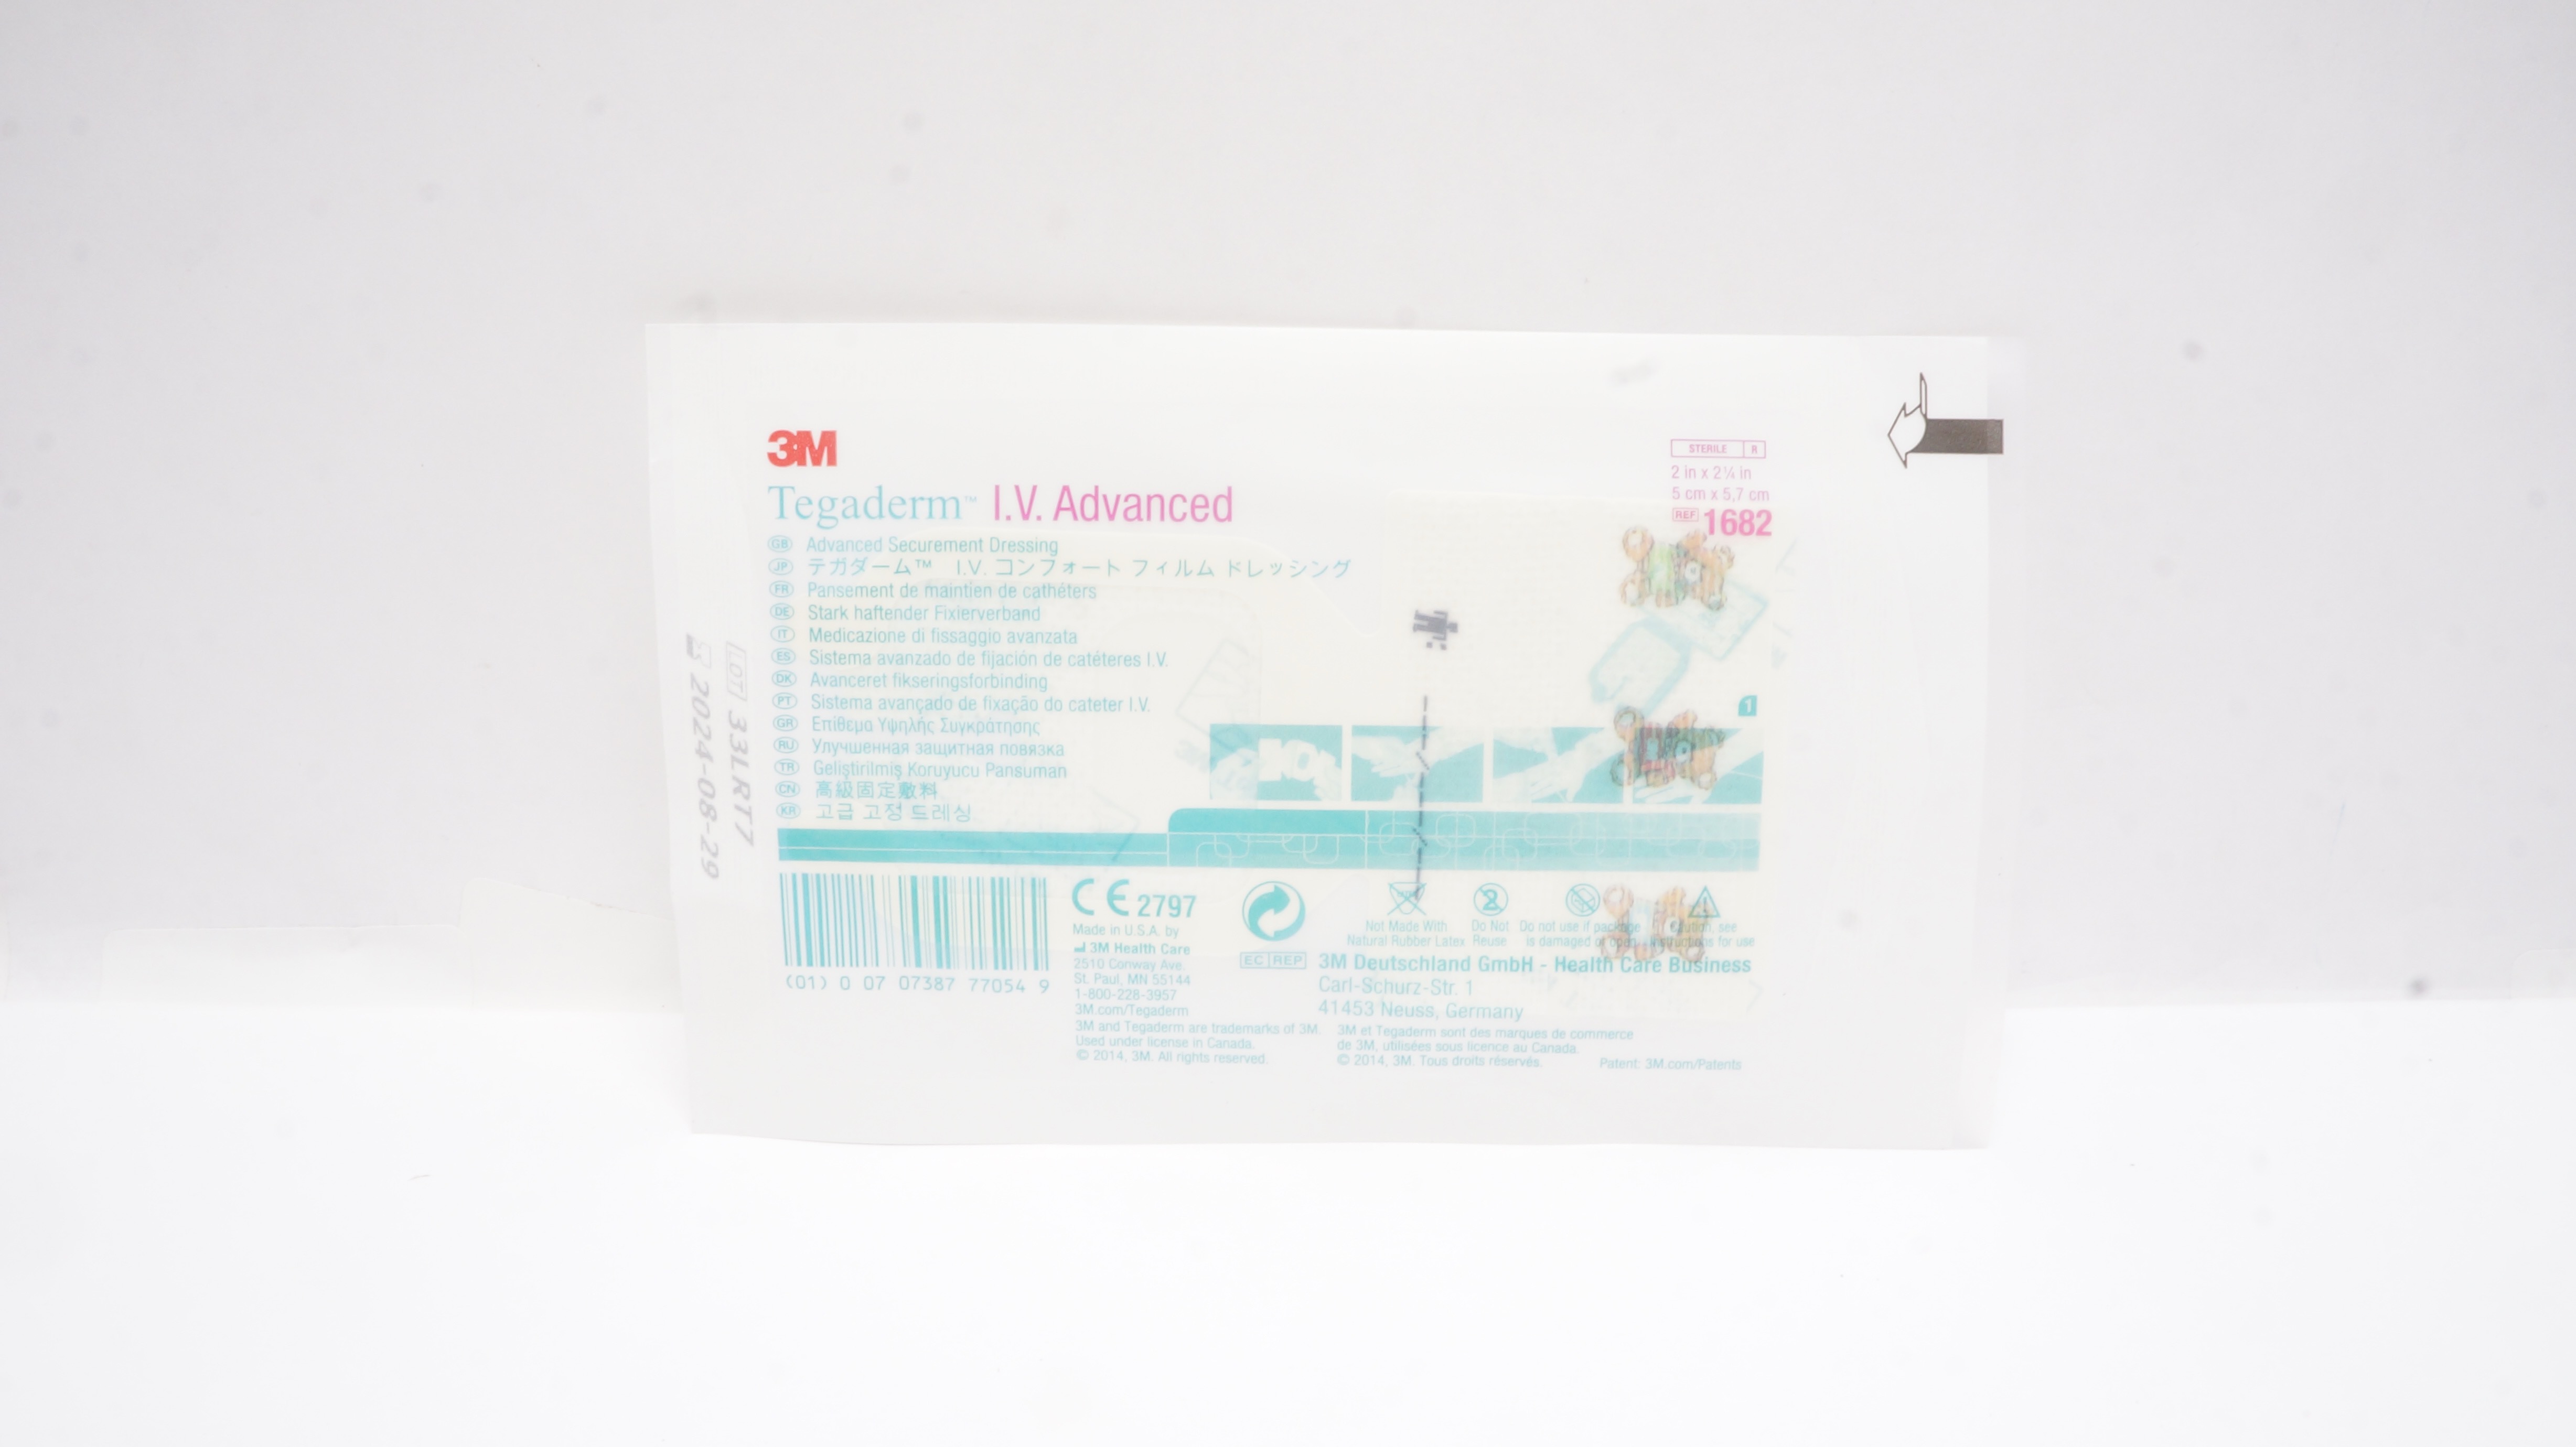 3M
Tegaderm™ I.V. Advanced
STERILE R
2 in x 2¼ in
5 cm x 5,7 cm
REF 1682
GB Advanced Securement Dressing
JP テガダーム™ I.V. コンフォート フィルム ドレッシング
FR Pansement de maintien de cathéters
DE Stark haftender Fixierverband
IT Medicazione di fissaggio avanzata
ES Sistema avanzado de fijación de catéteres I.V.
DK Avanceret fikseringsforbinding
PT Sistema avançado de fixação do cateter I.V.
GR Επίθεμα Υψηλής Συγκράτησης
RU Улучшенная защитная повязка
TR Geliştirilmiş Koruyucu Pansuman
CN 高級固定敷料
KR 고급 고정 드레싱
1
LOT 33LRT7
2024-08-29
(01) 0 07 07387 77054 9
CE 2797
Made in U.S.A. by
3M Health Care
2510 Conway Ave.
St. Paul, MN 55144
1-800-228-3957
3M.com/Tegaderm
3M and Tegaderm are trademarks of 3M.
Used under license in Canada.
© 2014, 3M. All rights reserved.
Not Made With
Natural Rubber Latex
2
Do Not
Reuse
Do not use if package
is damaged or open
Caution, see
instructions for use
EC REP
3M Deutschland GmbH - Health Care Business
Carl-Schurz-Str. 1
41453 Neuss, Germany
3M et Tegaderm sont des marques de commerce
de 3M, utilisées sous licence au Canada.
© 2014, 3M. Tous droits réservés.
Patent: 3M.com/Patents